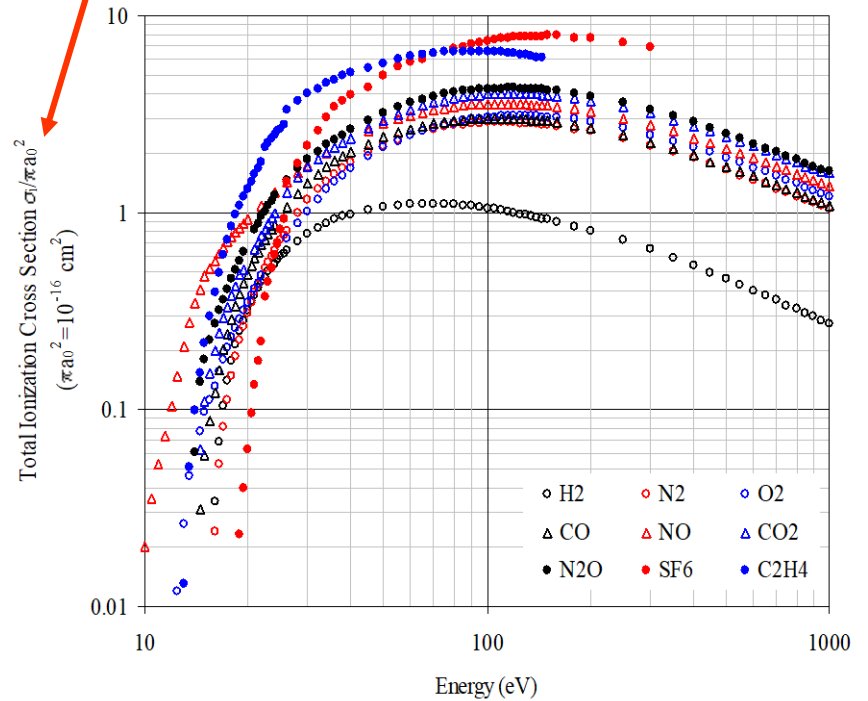 Total Ionization Cross Section σᵢ/πa₀²
(πa₀²=10⁻¹⁶ cm²)
10
1
0.1
0.01
H2 N2 O2
CO NO CO2
N2O SF6 C2H4
10 100 1000
Energy (eV)